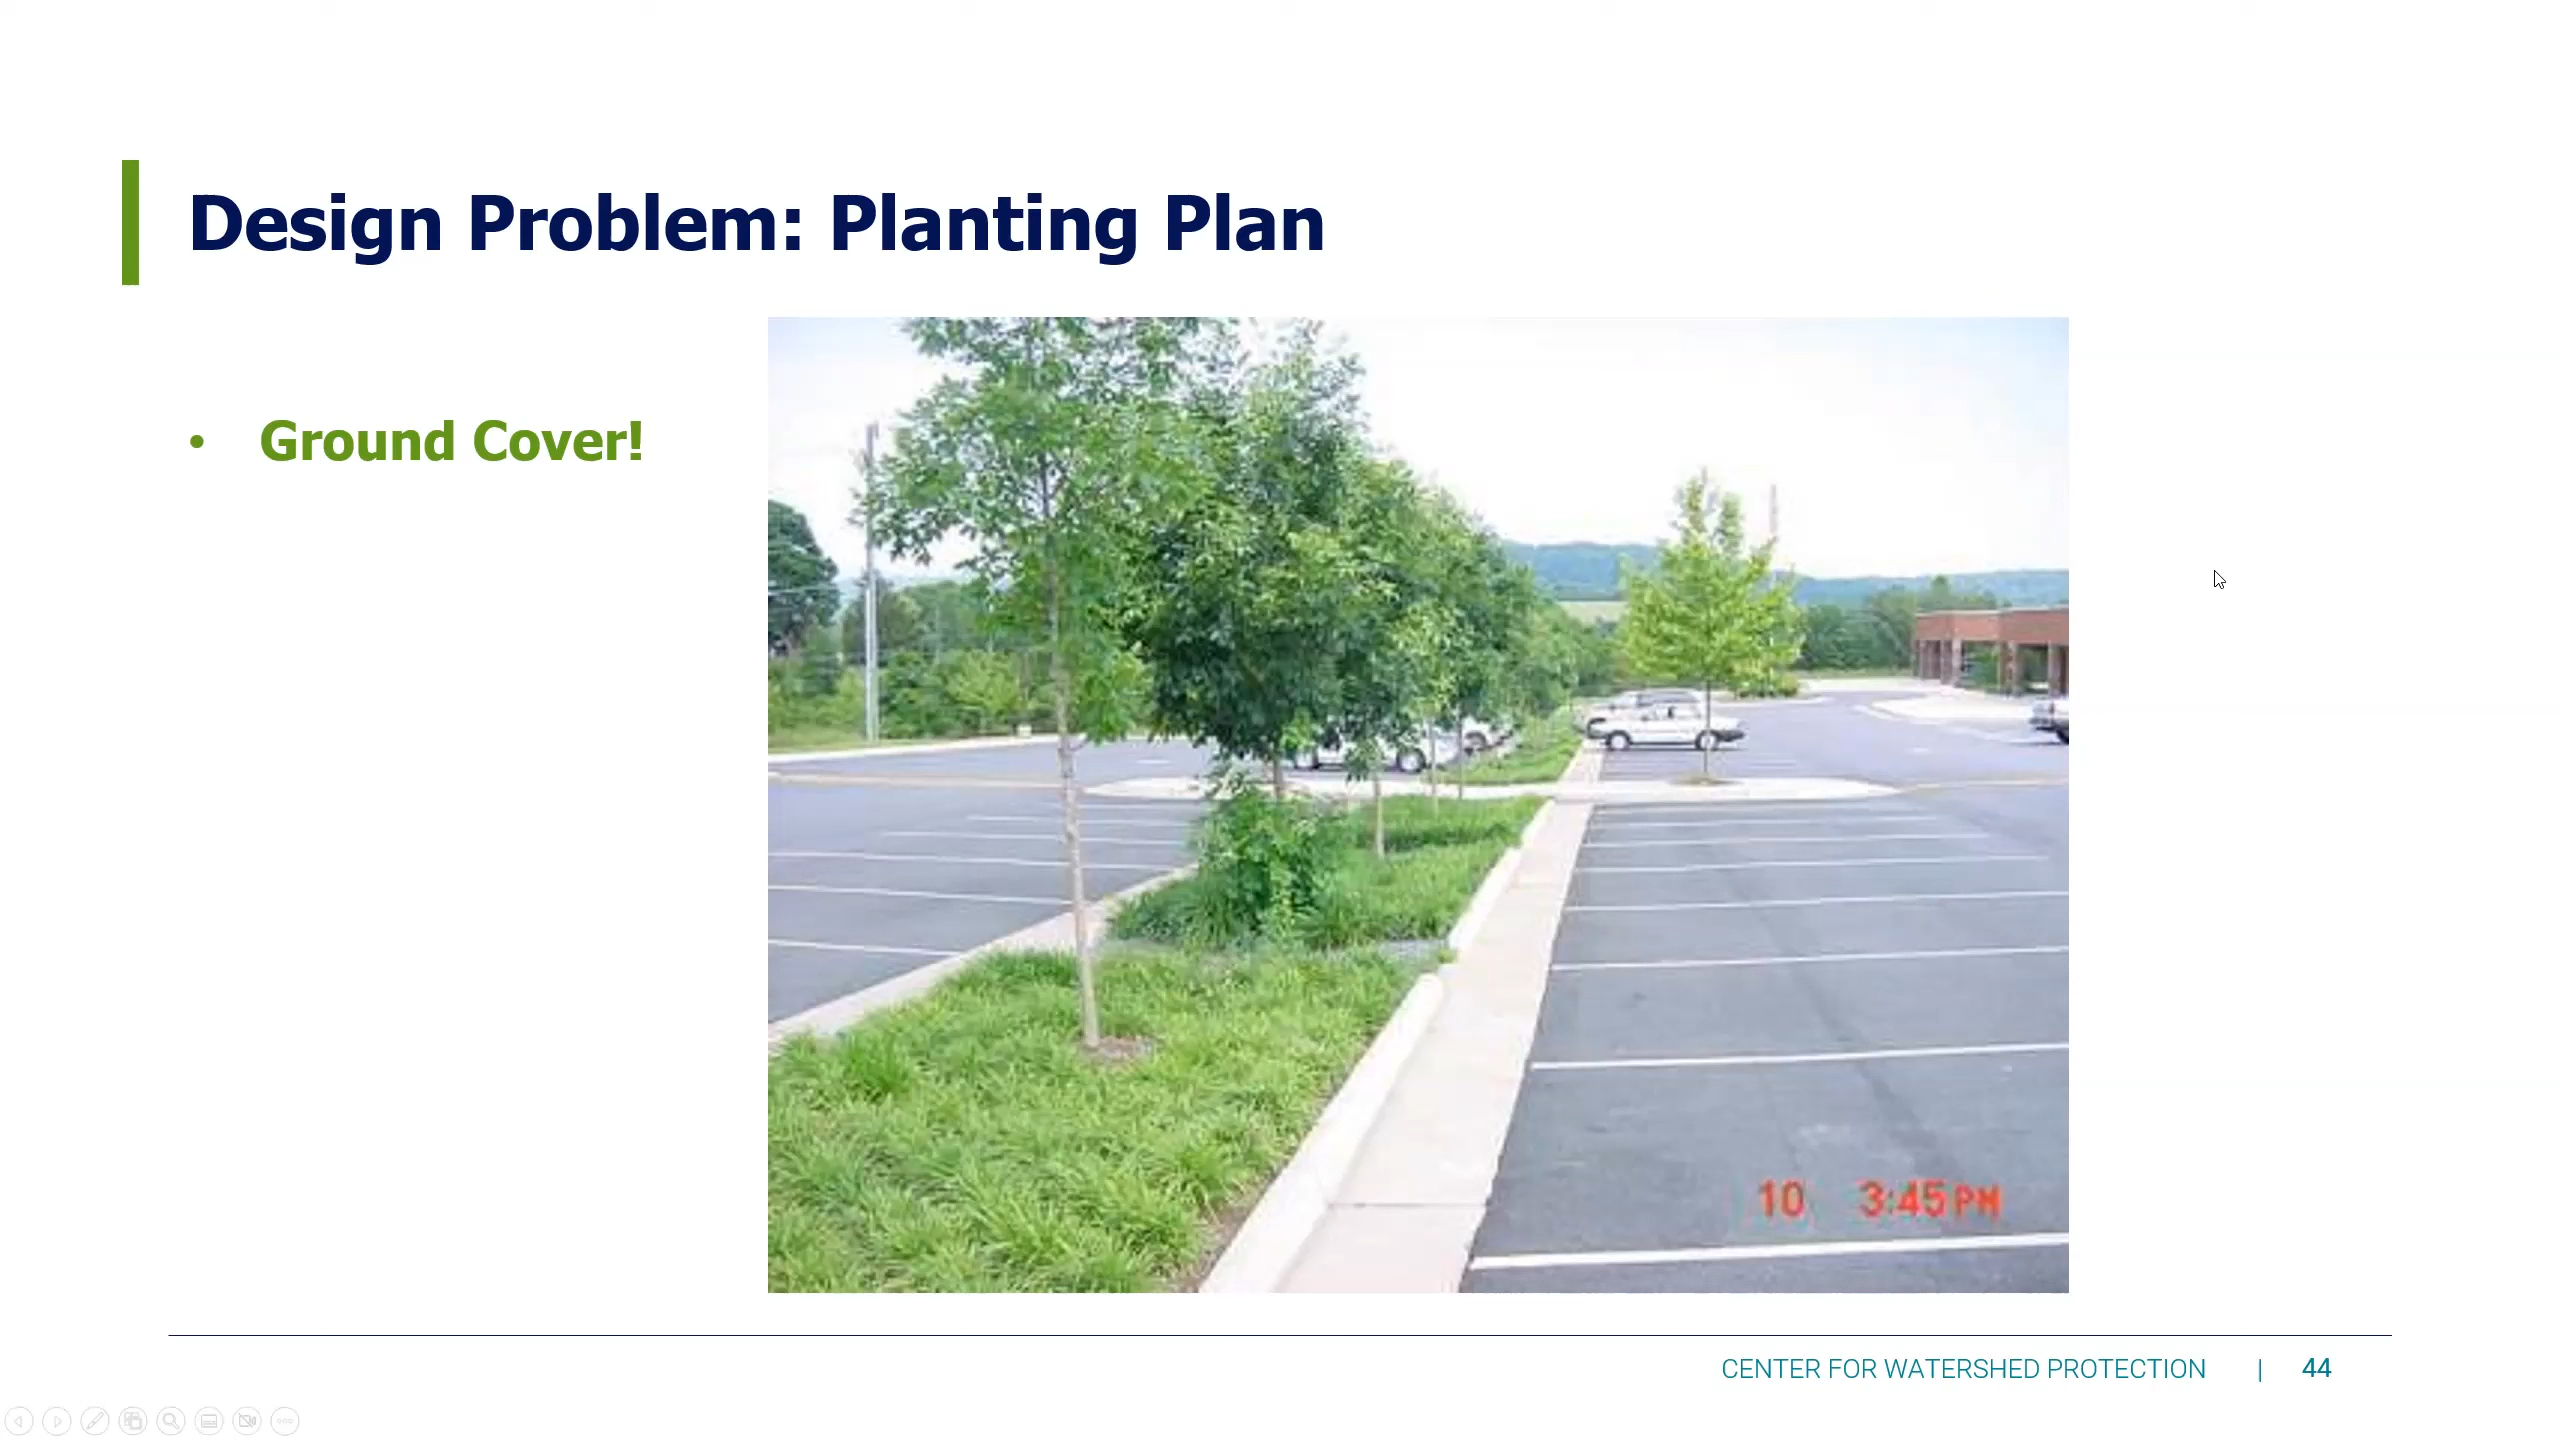 Design Problem: Planting Plan
• Ground Cover!
10 3:45PM
CENTER FOR WATERSHED PROTECTION | 44